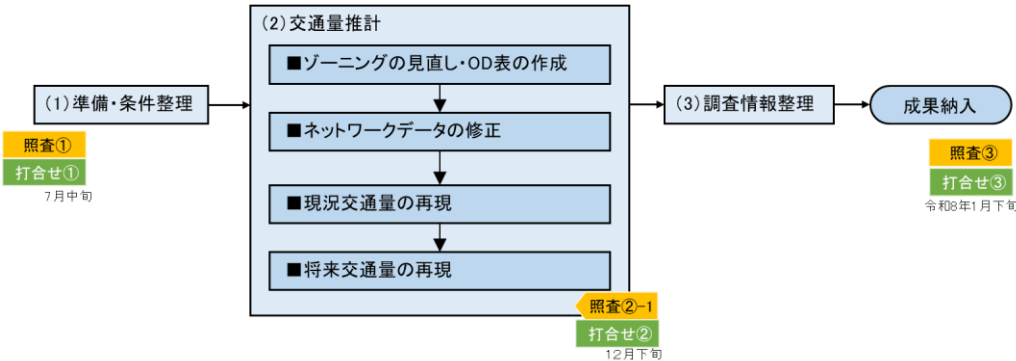 (2)交通量推計
■ゾーニングの見直し・OD表の作成
■ネットワークデータの修正
■現況交通量の再現
■将来交通量の再現
(1)準備・条件整理
照査①
打合せ①
7月中旬
照査②-1
打合せ②
12月下旬
(3)調査情報整理
成果納入
照査③
打合せ③
令和8年1月下旬